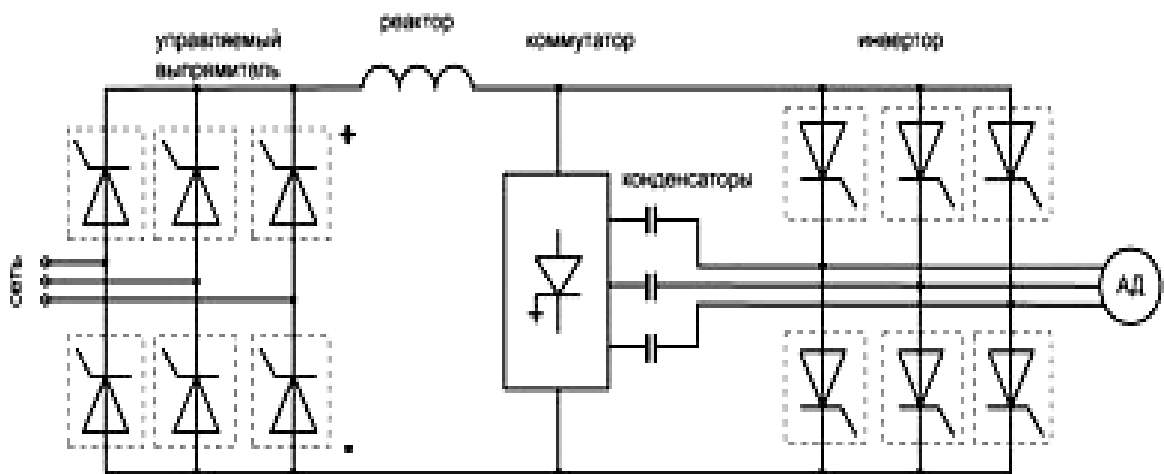 реактор
управляемый
выпрямитель
коммутатор
инвертор
+
конденсаторы
сеть
АД
-